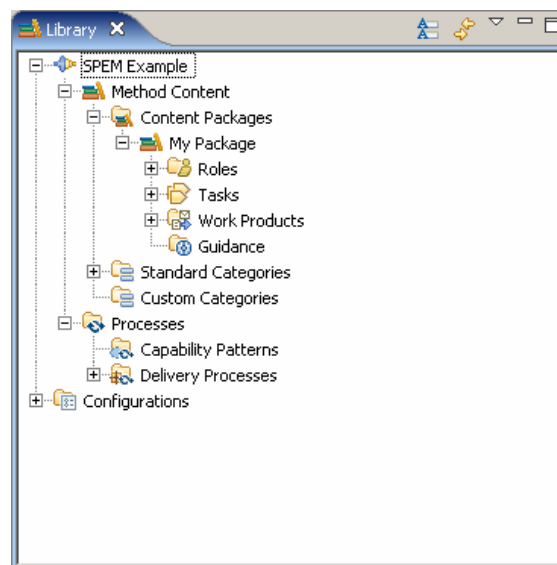 Library
SPEM Example
Method Content
Content Packages
My Package
Roles
Tasks
Work Products
Guidance
Standard Categories
Custom Categories
Processes
Capability Patterns
Delivery Processes
Configurations